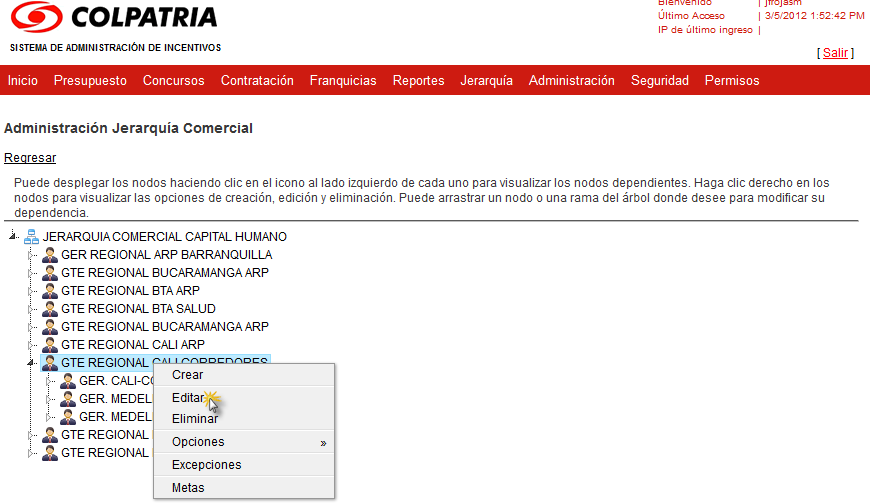 COLPATRIA
SISTEMA DE ADMINISTRACIÓN DE INCENTIVOS
Bienvenido | jfrojasm
Último Acceso | 3/5/2012 1:52:42 PM
IP de último ingreso |
[ Salir ]
Inicio Presupuesto Concursos Contratación Franquicias Reportes Jerarquía Administración Seguridad Permisos
Administración Jerarquía Comercial
Regresar
Puede desplegar los nodos haciendo clic en el icono al lado izquierdo de cada uno para visualizar los nodos dependientes. Haga clic derecho en los
nodos para visualizar las opciones de creación, edición y eliminación. Puede arrastrar un nodo o una rama del árbol donde desee para modificar su
dependencia.
JERARQUIA COMERCIAL CAPITAL HUMANO
GER REGIONAL ARP BARRANQUILLA
GTE REGIONAL BUCARAMANGA ARP
GTE REGIONAL BTA ARP
GTE REGIONAL BTA SALUD
GTE REGIONAL BUCARAMANGA ARP
GTE REGIONAL CALI ARP
GTE REGIONAL CALI CORREDORES
GER. CALI-CO
GER. MEDEL
GER. MEDEL
GTE REGIONAL
GTE REGIONAL
Crear
Editar
Eliminar
Opciones »
Excepciones
Metas